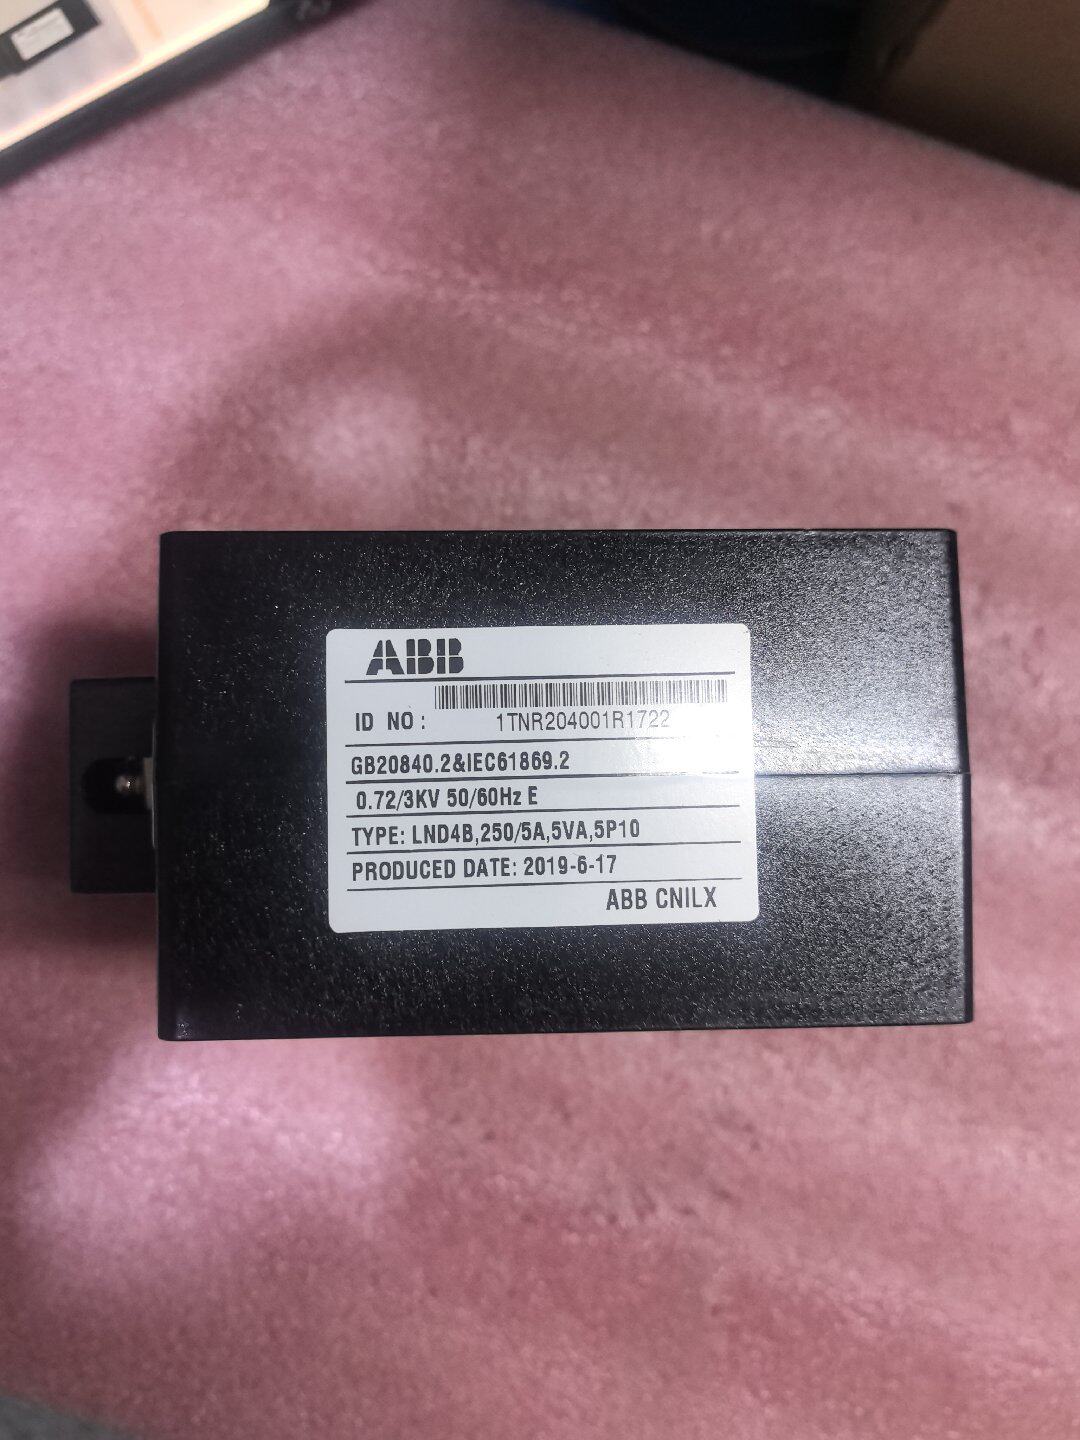 ABB
ID NO: 1TNR204001R1722
GB20840.2&IEC61869.2
0.72/3KV 50/60Hz E
TYPE: LND4B,250/5A,5VA,5P10
PRODUCED DATE: 2019-6-17
ABB CNILX